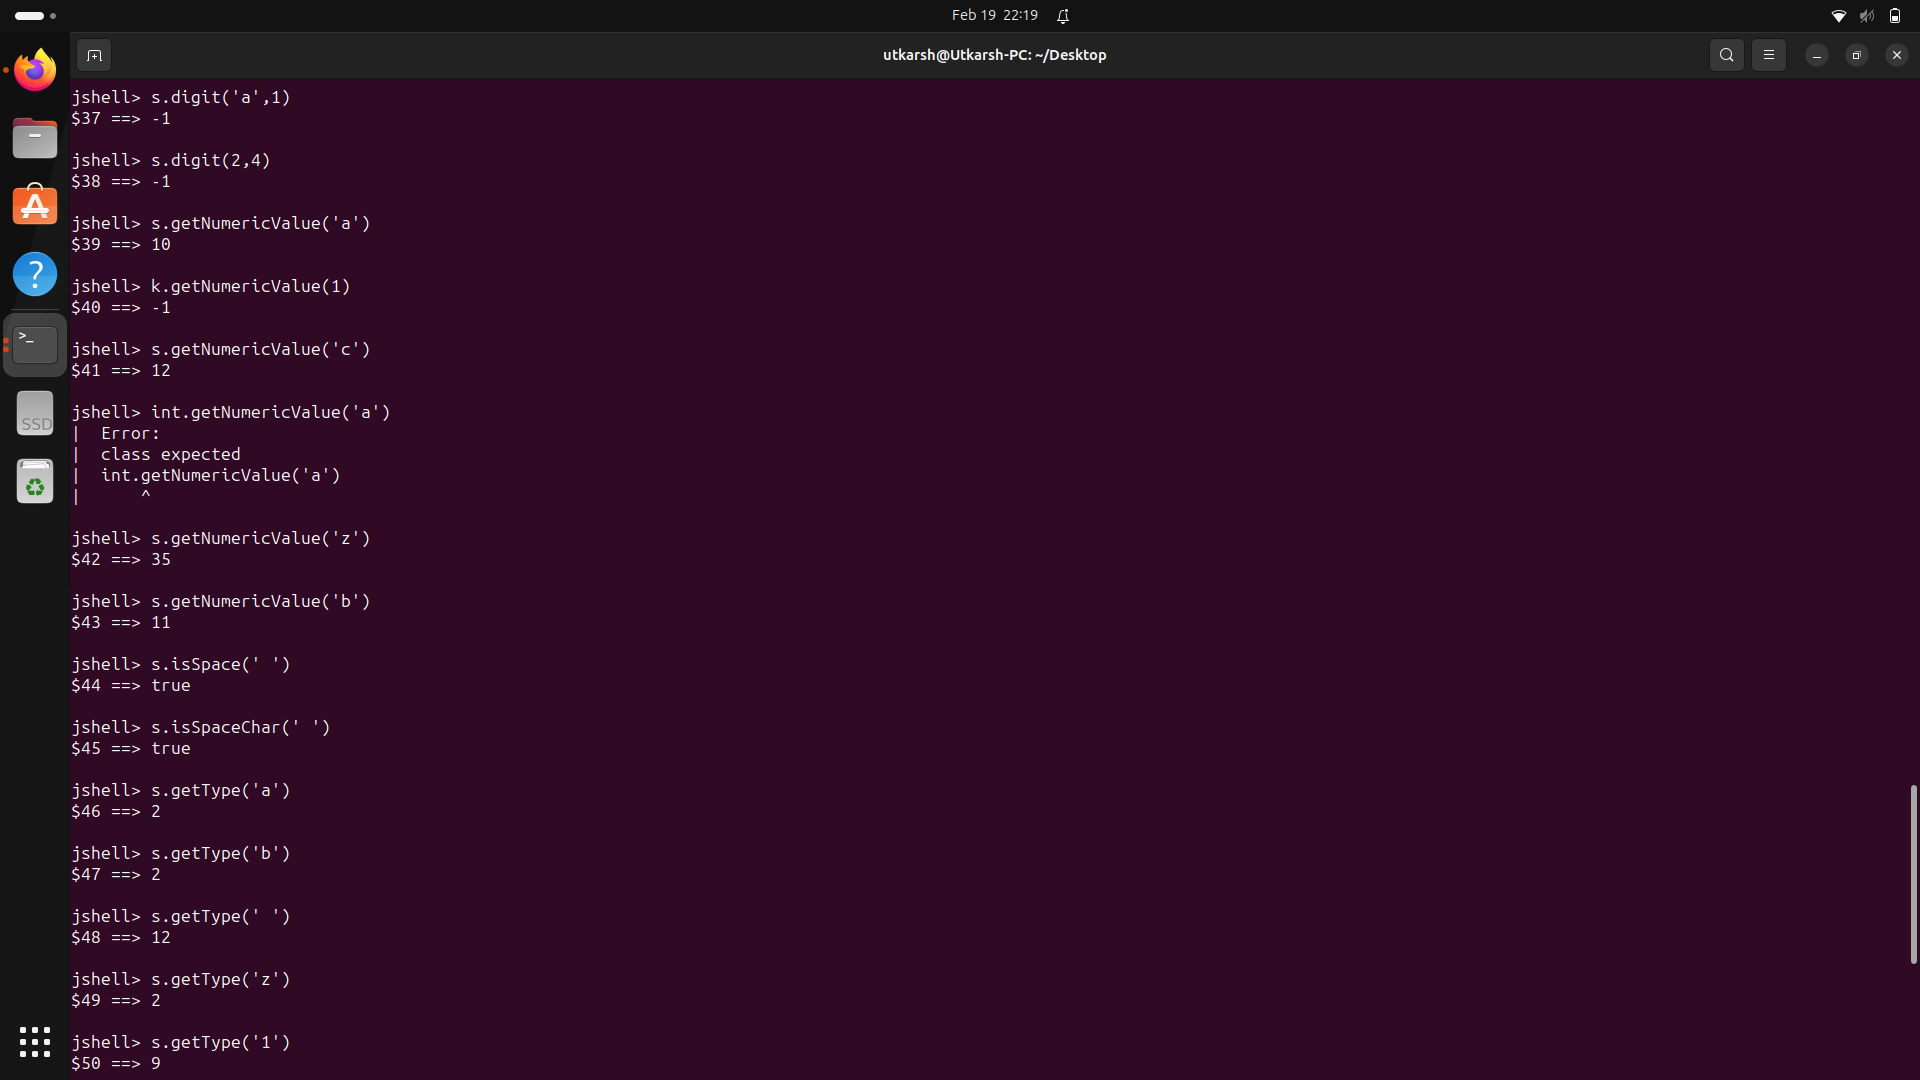 Feb 19 22:19
utkarsh@Utkarsh-PC: ~/Desktop
jshell> s.digit('a',1)
$37 ==> -1
jshell> s.digit(2,4)
$38 ==> -1
jshell> s.getNumericValue('a')
$39 ==> 10
jshell> k.getNumericValue(1)
$40 ==> -1
jshell> s.getNumericValue('c')
$41 ==> 12
jshell> int.getNumericValue('a')
|  Error:
|  class expected
|  int.getNumericValue('a')
|      ^
jshell> s.getNumericValue('z')
$42 ==> 35
jshell> s.getNumericValue('b')
$43 ==> 11
jshell> s.isSpace(' ')
$44 ==> true
jshell> s.isSpaceChar(' ')
$45 ==> true
jshell> s.getType('a')
$46 ==> 2
jshell> s.getType('b')
$47 ==> 2
jshell> s.getType(' ')
$48 ==> 12
jshell> s.getType('z')
$49 ==> 2
jshell> s.getType('1')
$50 ==> 9
?
>_
SSD